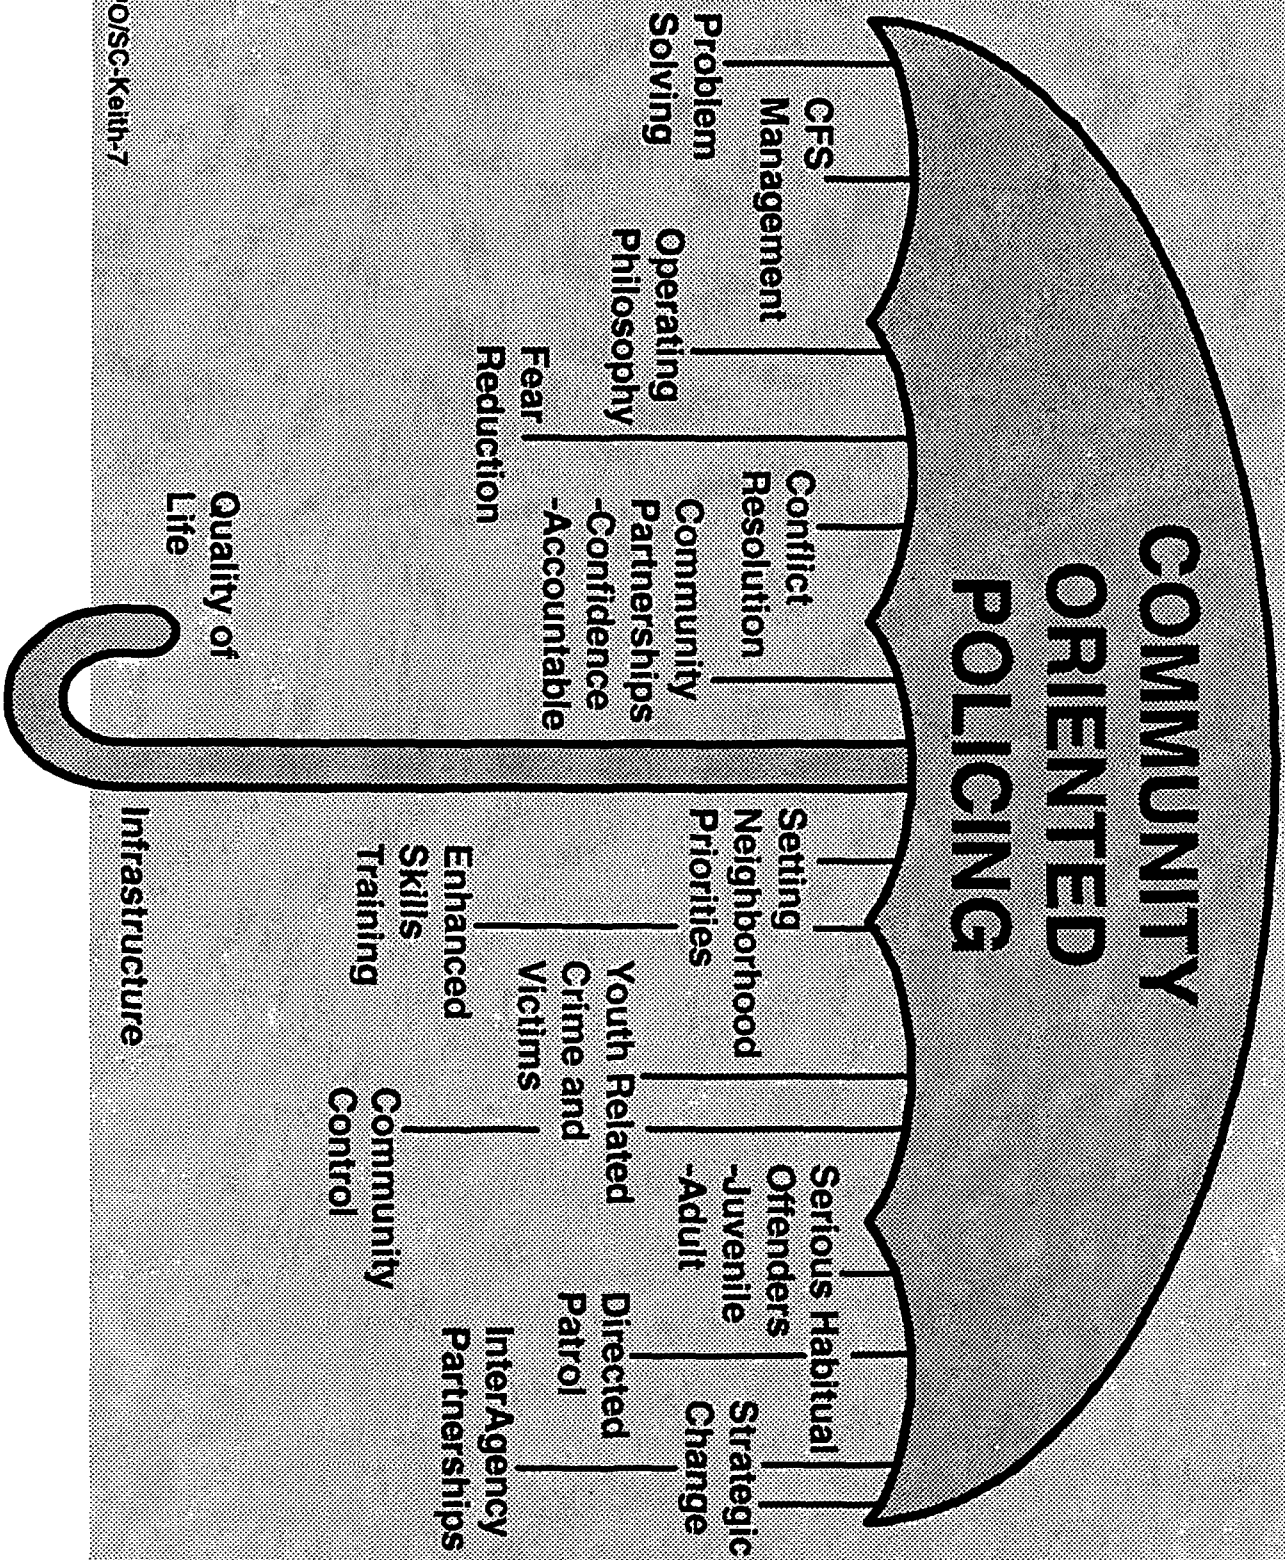 COMMUNITY
ORIENTED
POLICING
Problem
Solving
CFS
Management
Operating
Philosophy
Fear
Reduction
Conflict
Resolution
Community
Partnerships
-Confidence
-Accountable
Quality of
Life
Setting
Neighborhood
Priorities
Enhanced
Skills
Training
Infrastructure
Youth Related
Crime and
Victims
Community
Control
Serious Habitual
Offenders
-Juvenile
-Adult
Directed
Patrol
Strategic
Change
InterAgency
Partnerships
O/SC-Keith-7